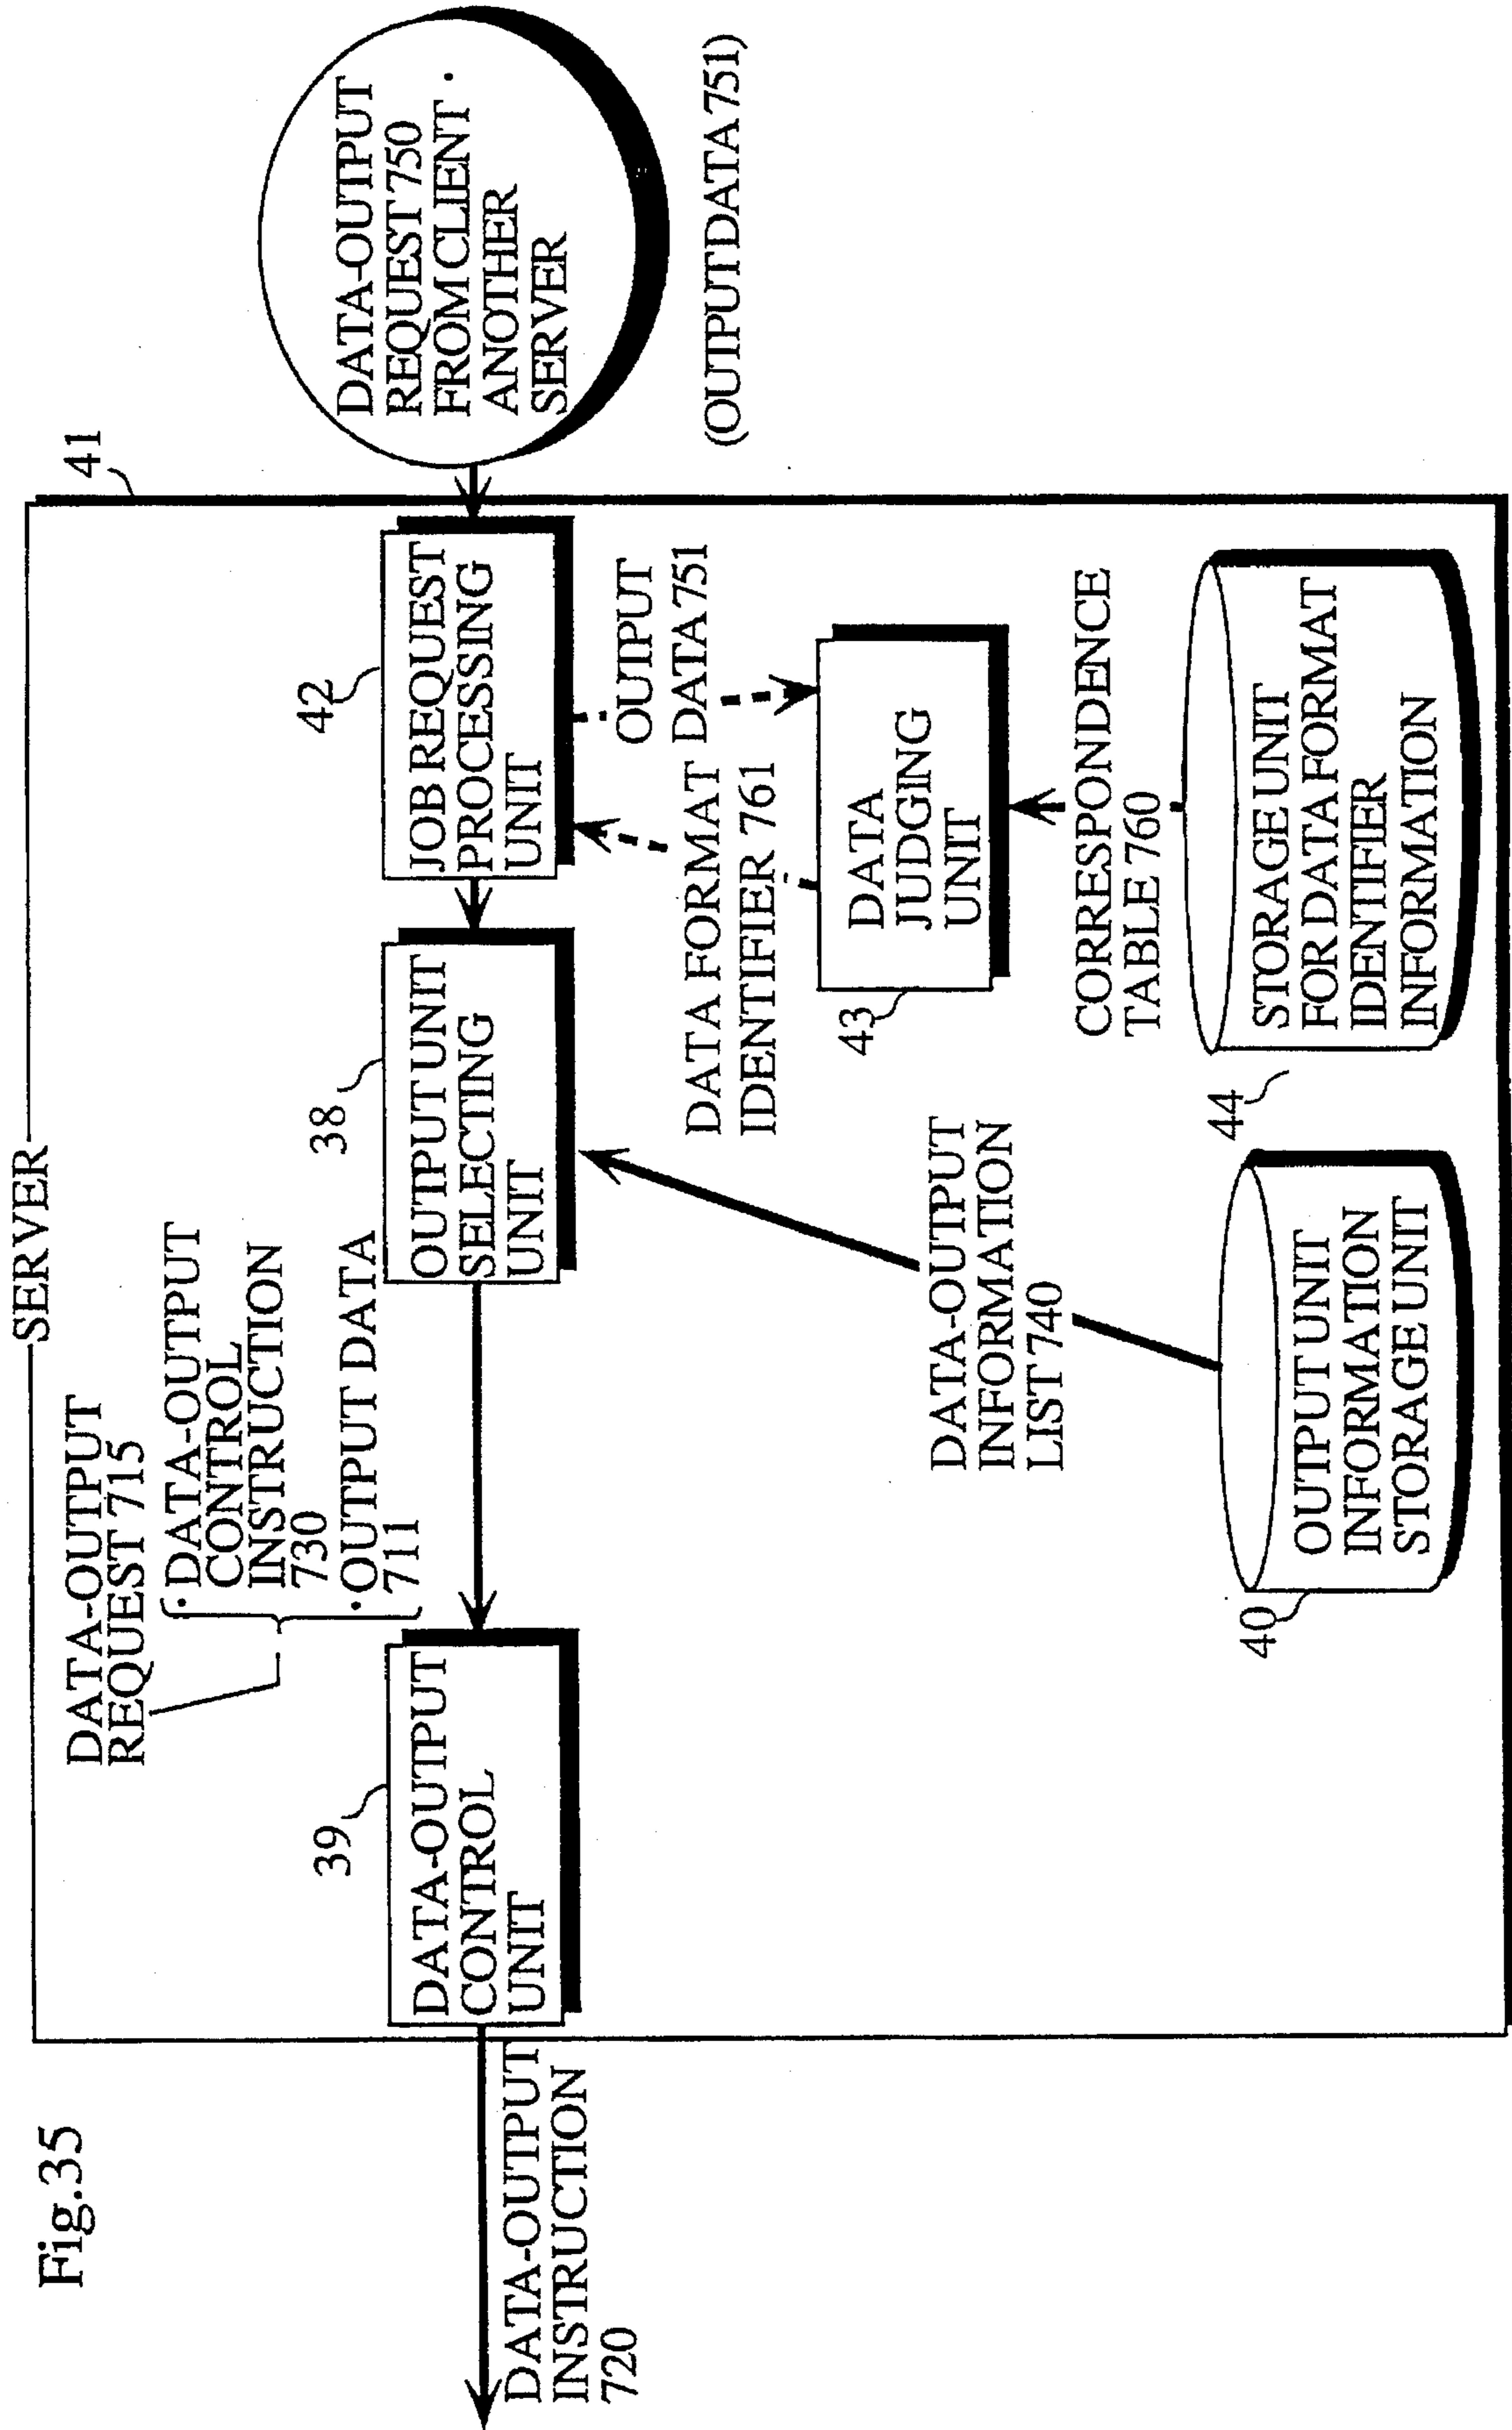 Fig.35
SERVER
41
DATA-OUTPUT
REQUEST 715
· DATA-OUTPUT
CONTROL
INSTRUCTION
730
· OUTPUT DATA
711
39
DATA-OUTPUT
CONTROL
UNIT
38
OUTPUT UNIT
SELECTING
UNIT
42
JOB REQUEST
PROCESSING
UNIT
DATA-OUTPUT
REQUEST 750
FROM CLIENT ·
ANOTHER
SERVER
(OUTPUT DATA 751)
DATA-OUTPUT
INSTRUCTION
720
DATA FORMAT
IDENTIFIER 761
OUTPUT
DATA 751
43
DATA
JUDGING
UNIT
DATA-OUTPUT
INFORMATION
LIST 740
CORRESPONDENCE
TABLE 760
40
OUTPUT UNIT
INFORMATION
STORAGE UNIT
44
STORAGE UNIT
FOR DATA FORMAT
IDENTIFIER
INFORMATION